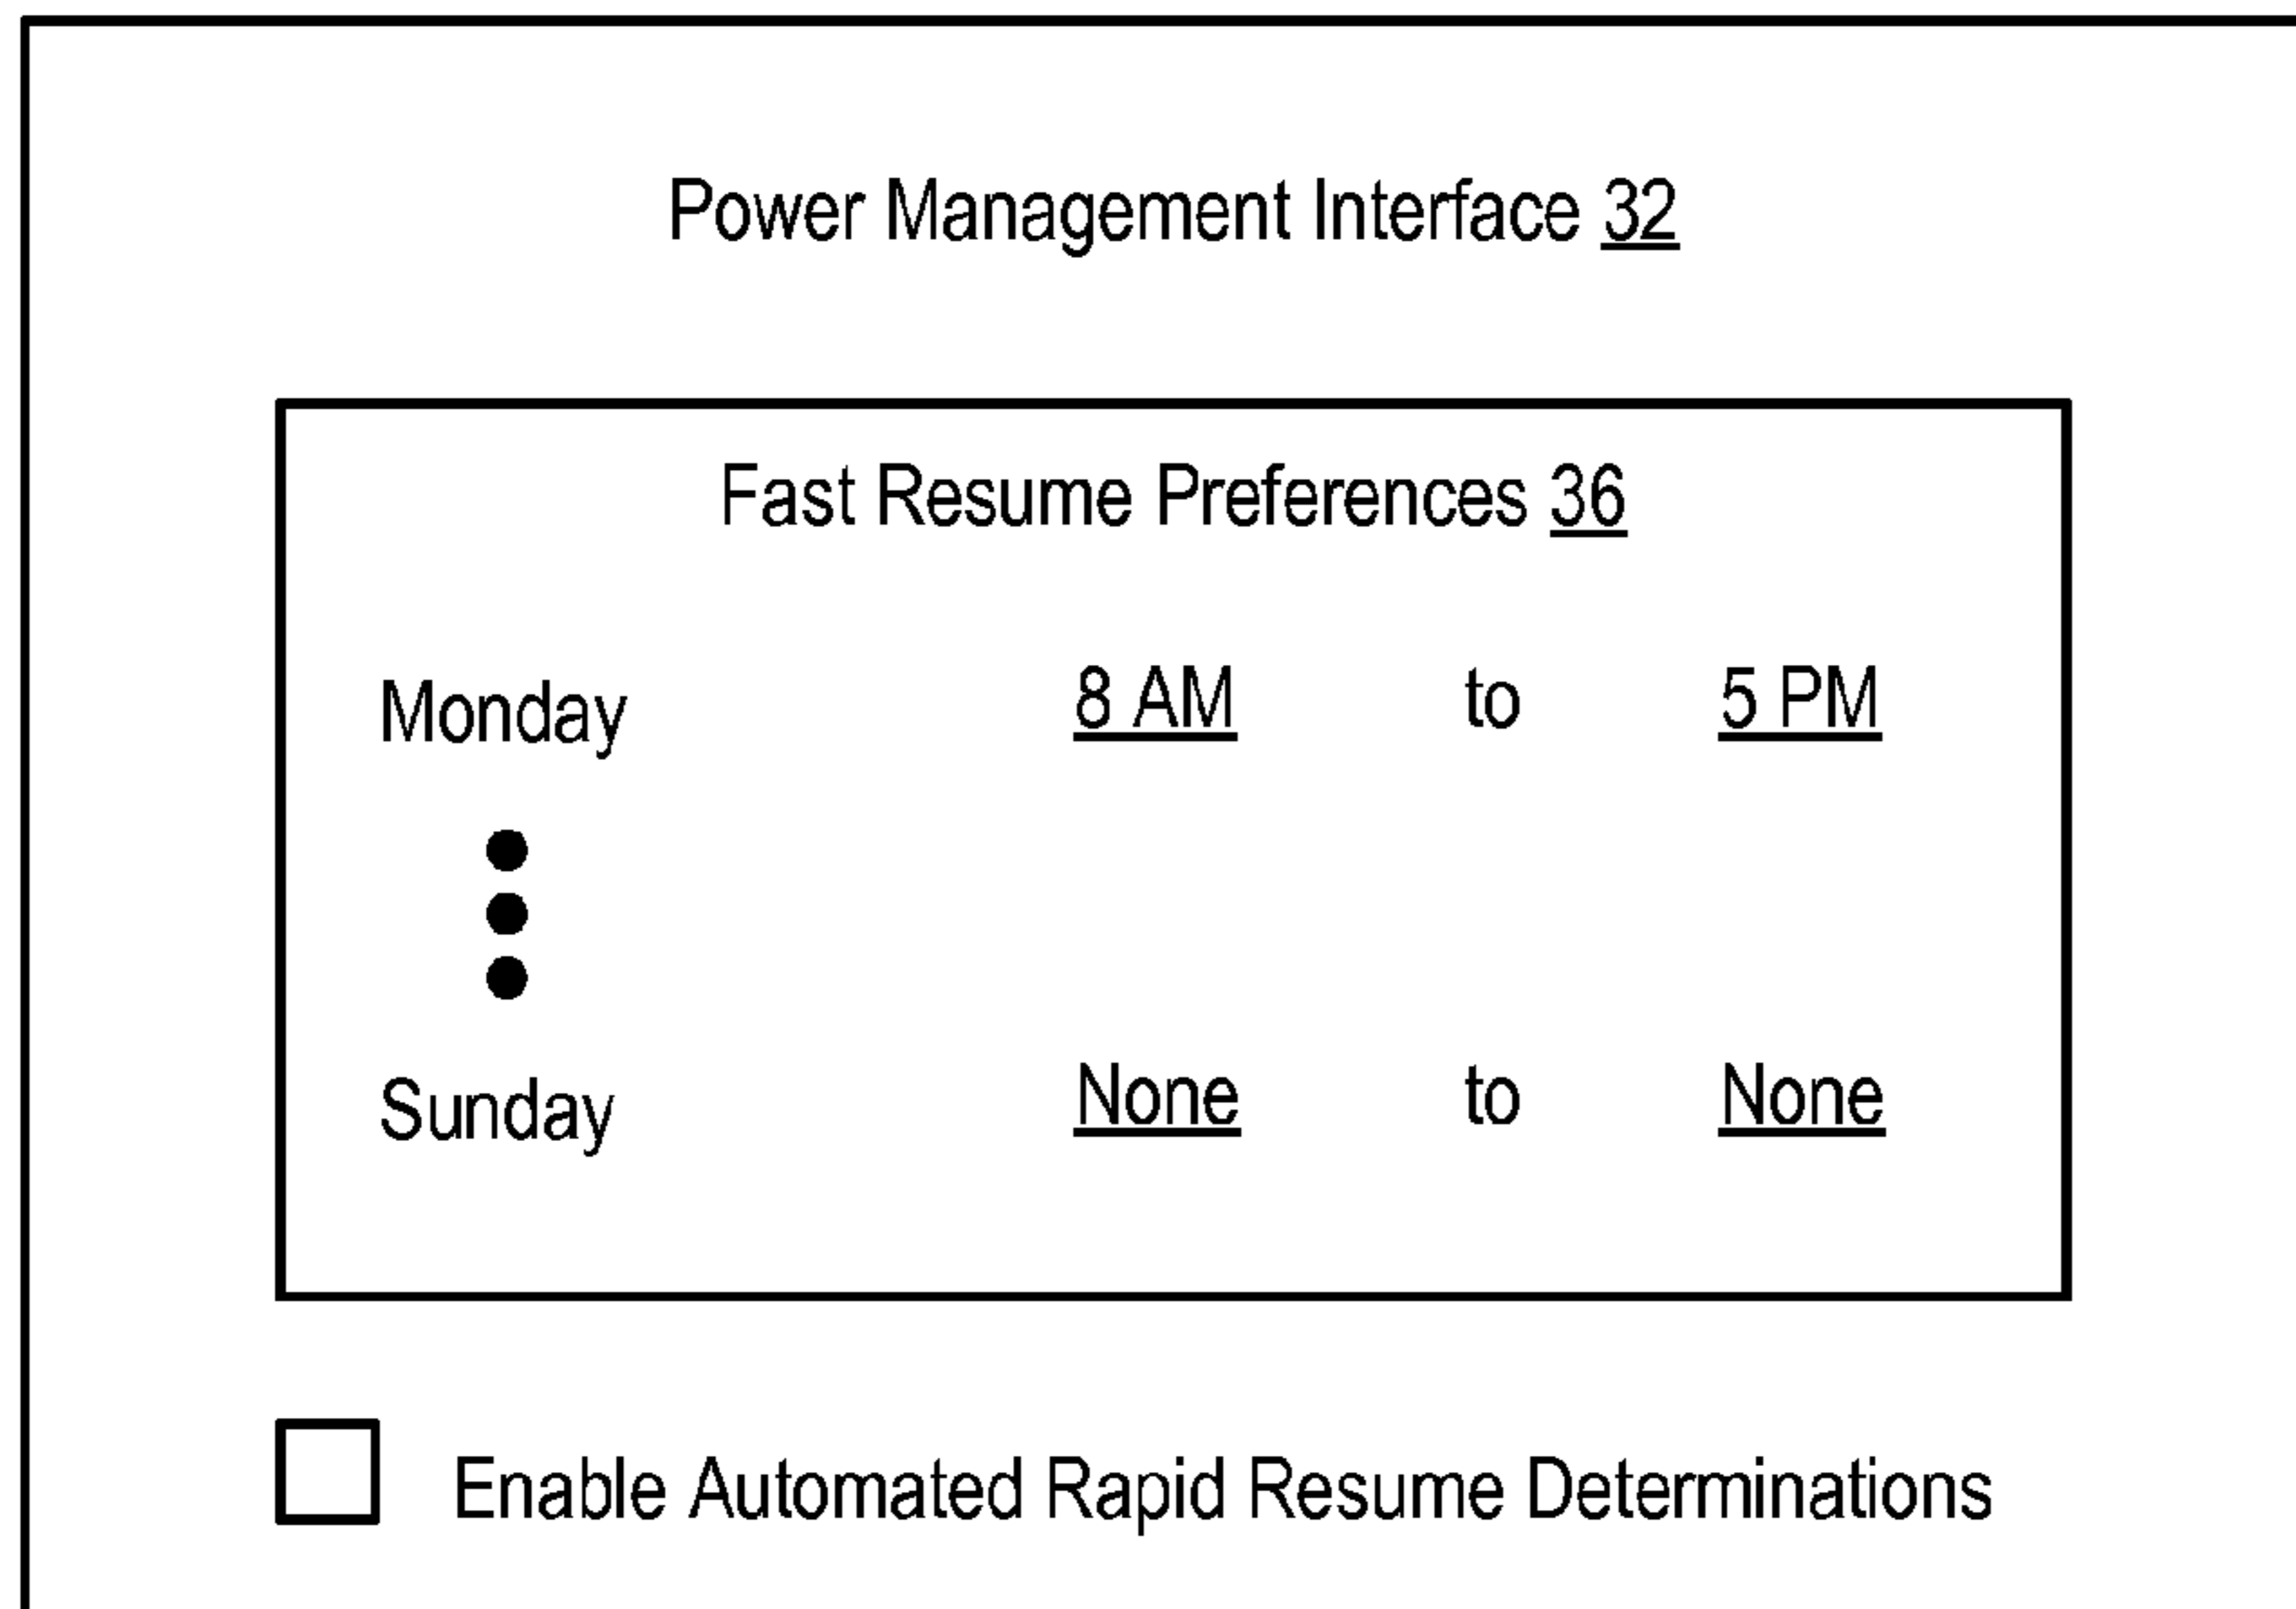 Power Management Interface 32
Fast Resume Preferences 36
Monday 8 AM to 5 PM
Sunday None to None
Enable Automated Rapid Resume Determinations